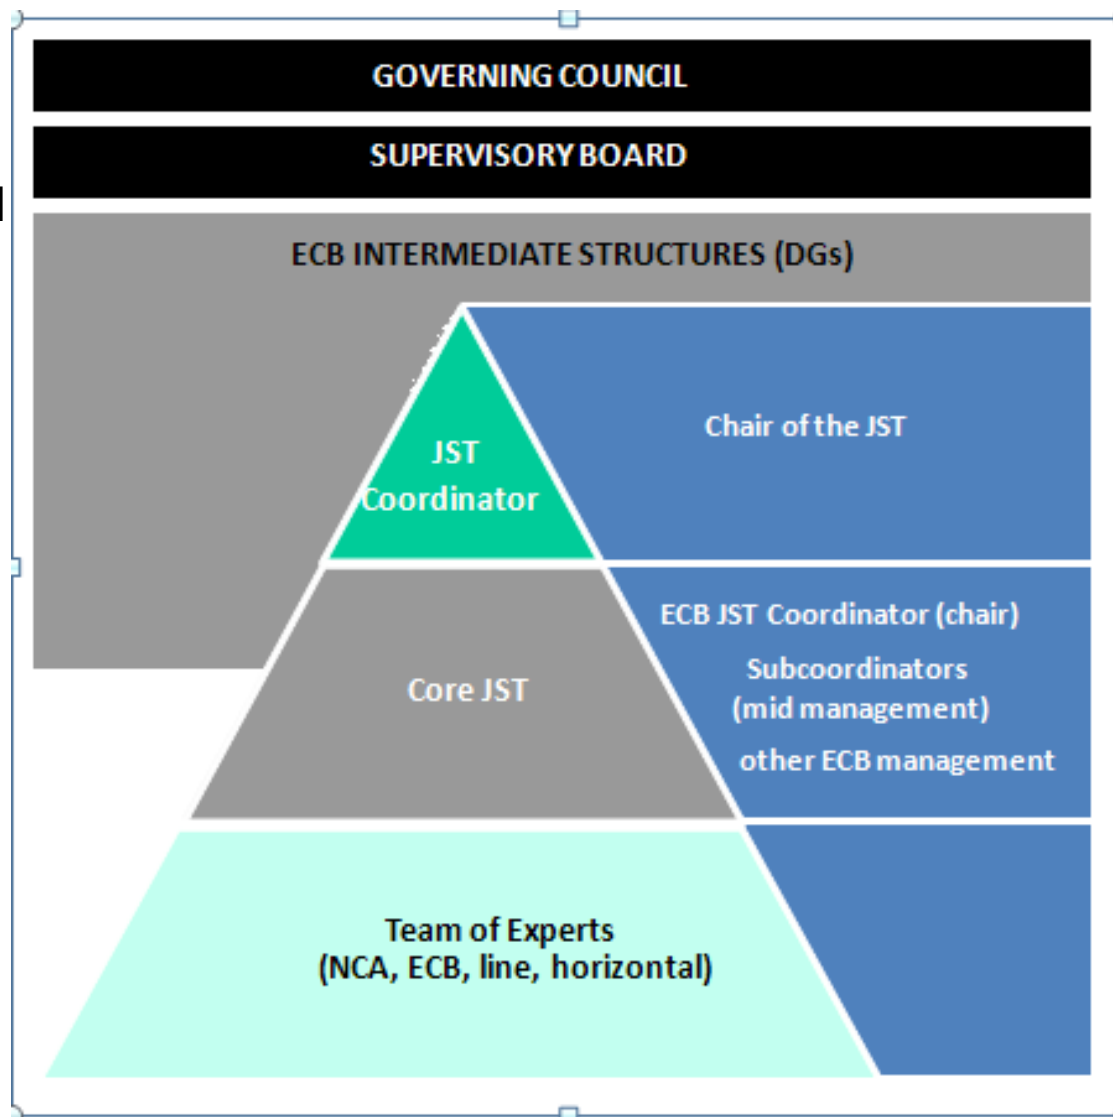 GOVERNING COUNCIL
SUPERVISORY BOARD
ECB INTERMEDIATE STRUCTURES (DGs)
JST
Coordinator
Chair of the JST
Core JST
ECB JST Coordinator (chair)
Subcoordinators
(mid management)
other ECB management
Team of Experts
(NCA, ECB, line, horizontal)